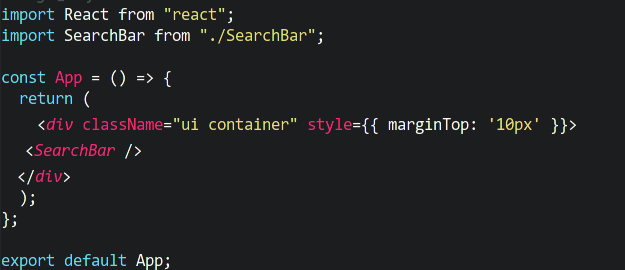 import React from "react";
import SearchBar from "./SearchBar";

const App = () => {
  return (
    <div className="ui container" style={{ marginTop: '10px' }}>
   <SearchBar />
  </div>
  );
};

export default App;